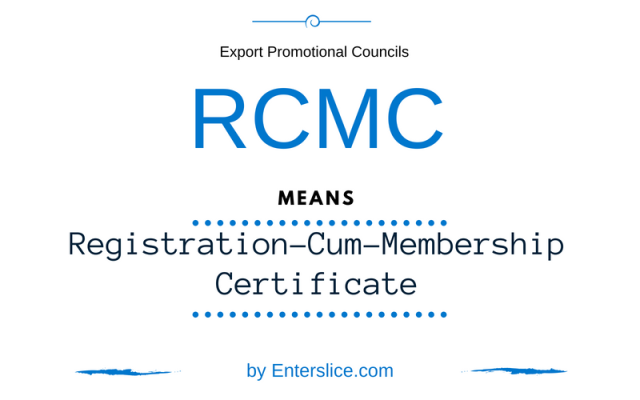 Export Promotional Councils
RCMC
MEANS
Registration-Cum-Membership
Certificate
by Enterslice.com